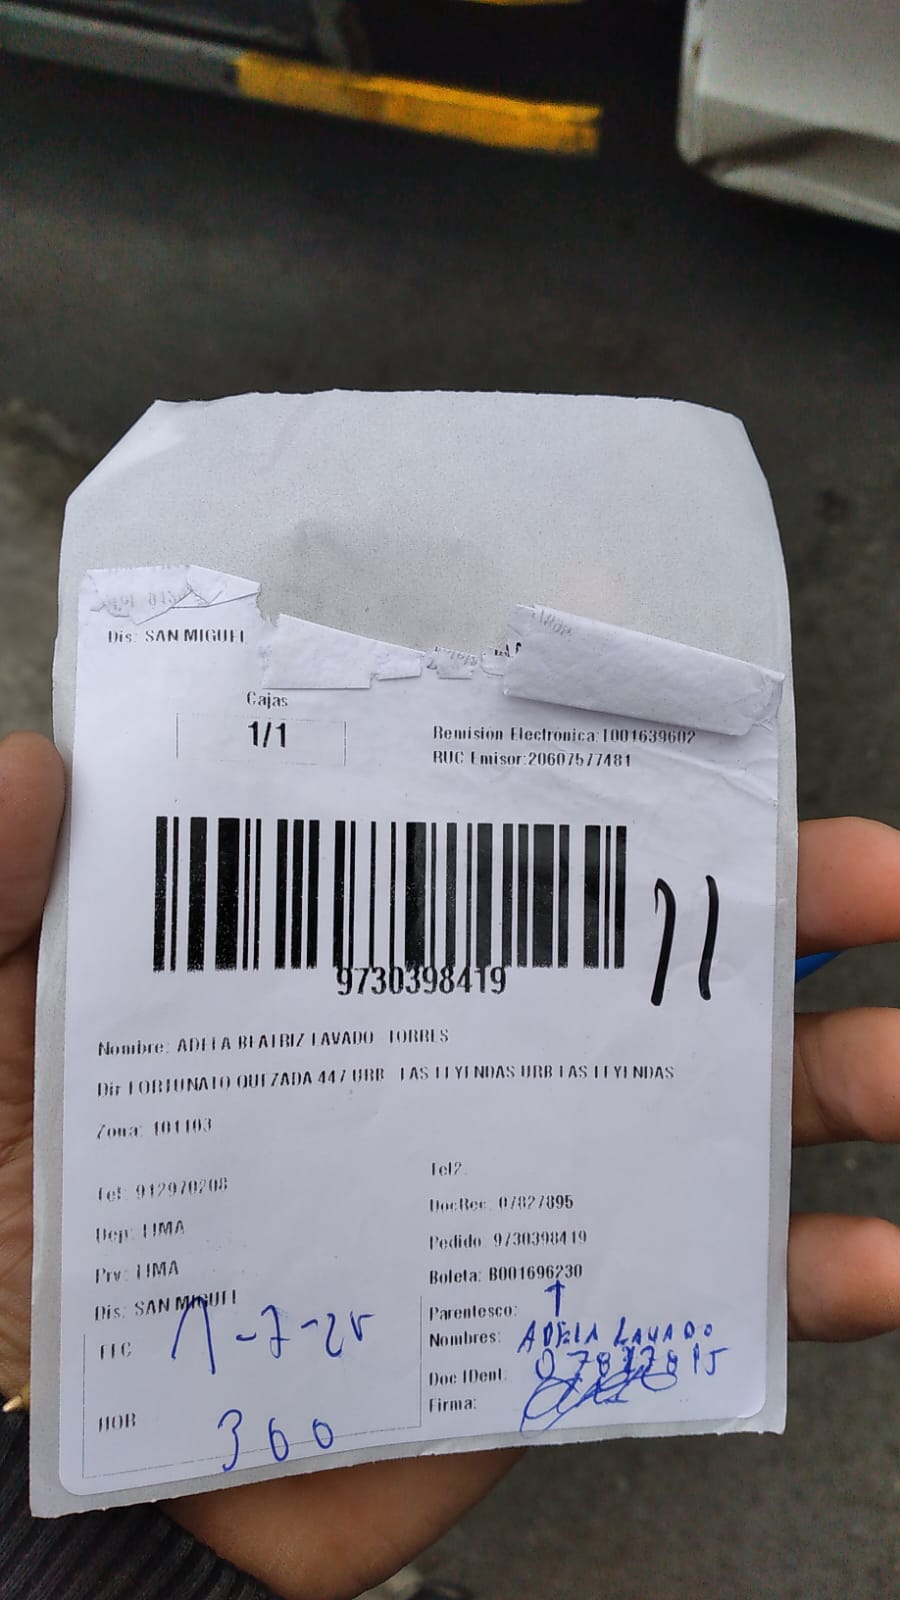 Dis: SAN MIGUEL
Cajas
1/1
Remision Electronica:T001639602
RUC Emisor:20607577481
9730398419
11
Nombre: ADELA BEATRIZ LAVADO TORRES
Dir FORTUNATO QUEZADA 447 URB LAS LEYENDAS URB LAS LEYENDAS
Zona: 101103
Tel: 912970208
Tel2:
Dep: LIMA
DocRec: 07827895
Prv: LIMA
Pedido: 9730398419
Dis: SAN MIGUEL
Boleta: B001696230
FEC
Parentesco:
Nombres: ADELA LAVADO
Doc IDent:
Firma:
HOR 300